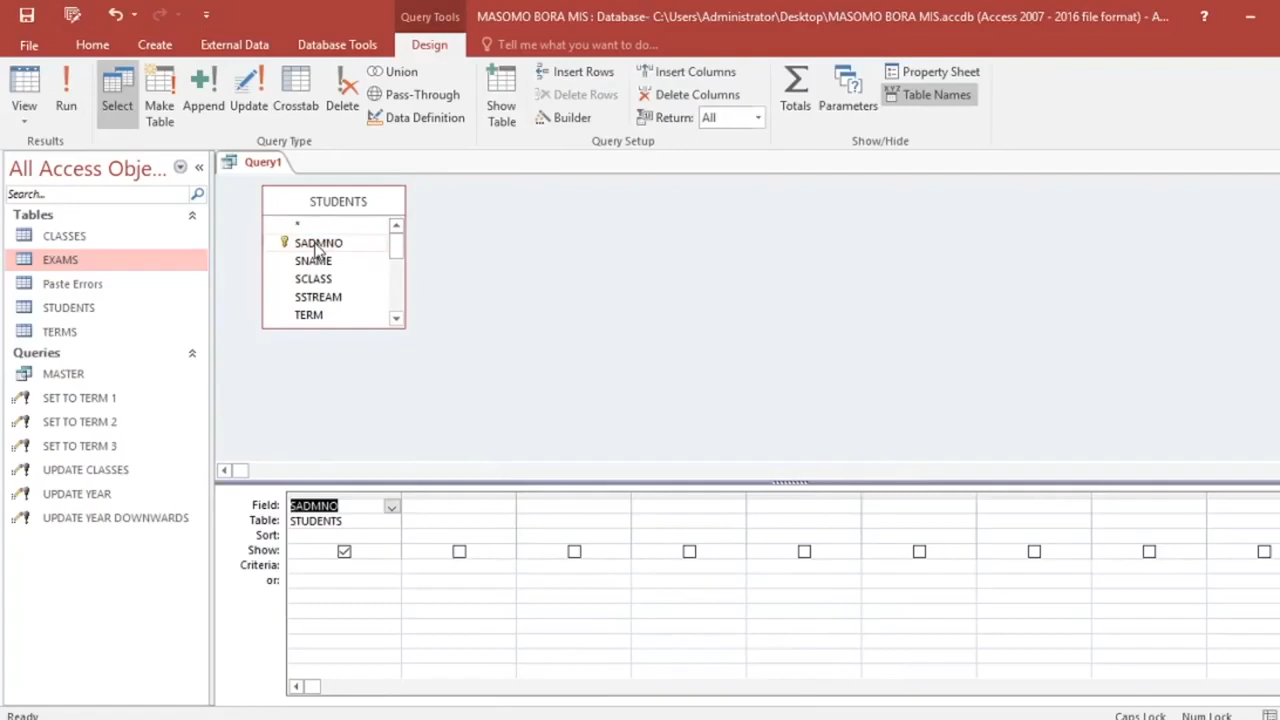 Query Tools
MASOMO BORA MIS : Database- C:\Users\Administrator\Desktop\MASOMO BORA MIS.accdb (Access 2007 - 2016 file format) - A...
?
File
Home
Create
External Data
Database Tools
Design
Tell me what you want to do...
View
Run
Select
Make Table
Append
Update
Crosstab
Delete
Union
Pass-Through
Data Definition
Show Table
Insert Rows
Delete Rows
Builder
Insert Columns
Delete Columns
Return: All
Totals
Parameters
Property Sheet
Table Names
Results
Query Type
Query Setup
Show/Hide
All Access Obje...
Search...
Tables
CLASSES
EXAMS
Paste Errors
STUDENTS
TERMS
Queries
MASTER
SET TO TERM 1
SET TO TERM 2
SET TO TERM 3
UPDATE CLASSES
UPDATE YEAR
UPDATE YEAR DOWNWARDS
Query1
STUDENTS
*
SADMNO
SNAME
SCLASS
SSTREAM
TERM
Field: SADMNO
Table: STUDENTS
Sort:
Show:
Criteria:
or:
Ready
Caps Lock
Num Lock